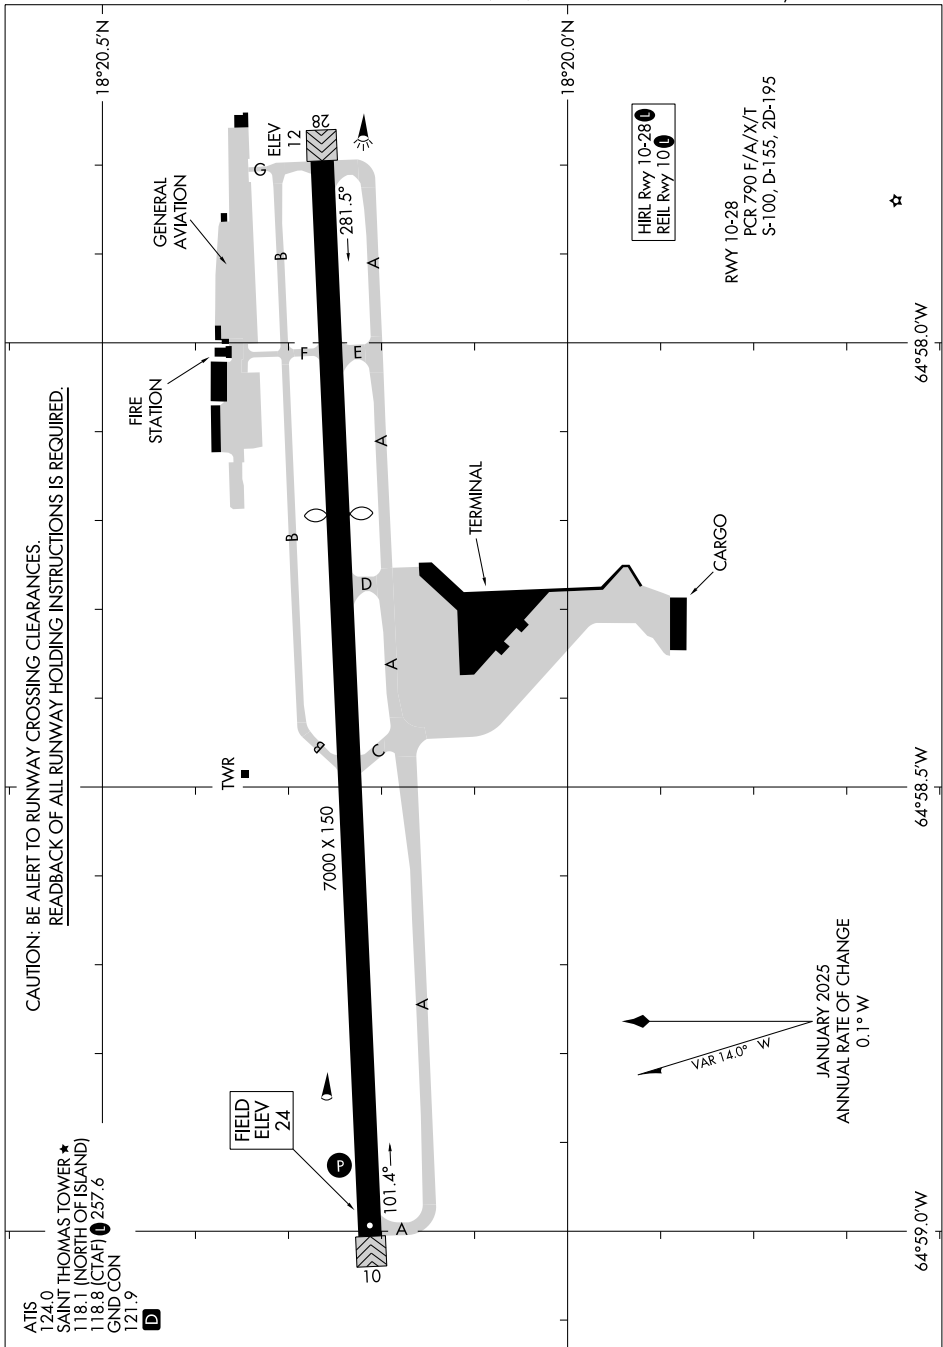 ATIS
124.0
SAINT THOMAS TOWER ★
118.1 (NORTH OF ISLAND)
118.8 (CTAF) L 257.6
GND CON
121.9
D
CAUTION: BE ALERT TO RUNWAY CROSSING CLEARANCES.
READBACK OF ALL RUNWAY HOLDING INSTRUCTIONS IS REQUIRED.
18°20.5'N
18°20.0'N
64°59.0'W
64°58.5'W
64°58.0'W
FIELD
ELEV
24
P
10
101.4°
A
A
7000 X 150
TWR
B
C
A
D
B
A
TERMINAL
CARGO
FIRE
STATION
F
E
GENERAL
AVIATION
B
A
G
ELEV
12
28
281.5°
HIRL Rwy 10-28 L
REIL Rwy 10 L
RWY 10-28
PCR 790 F/A/X/T
S-100, D-155, 2D-195
VAR 14.0° W
JANUARY 2025
ANNUAL RATE OF CHANGE
0.1° W